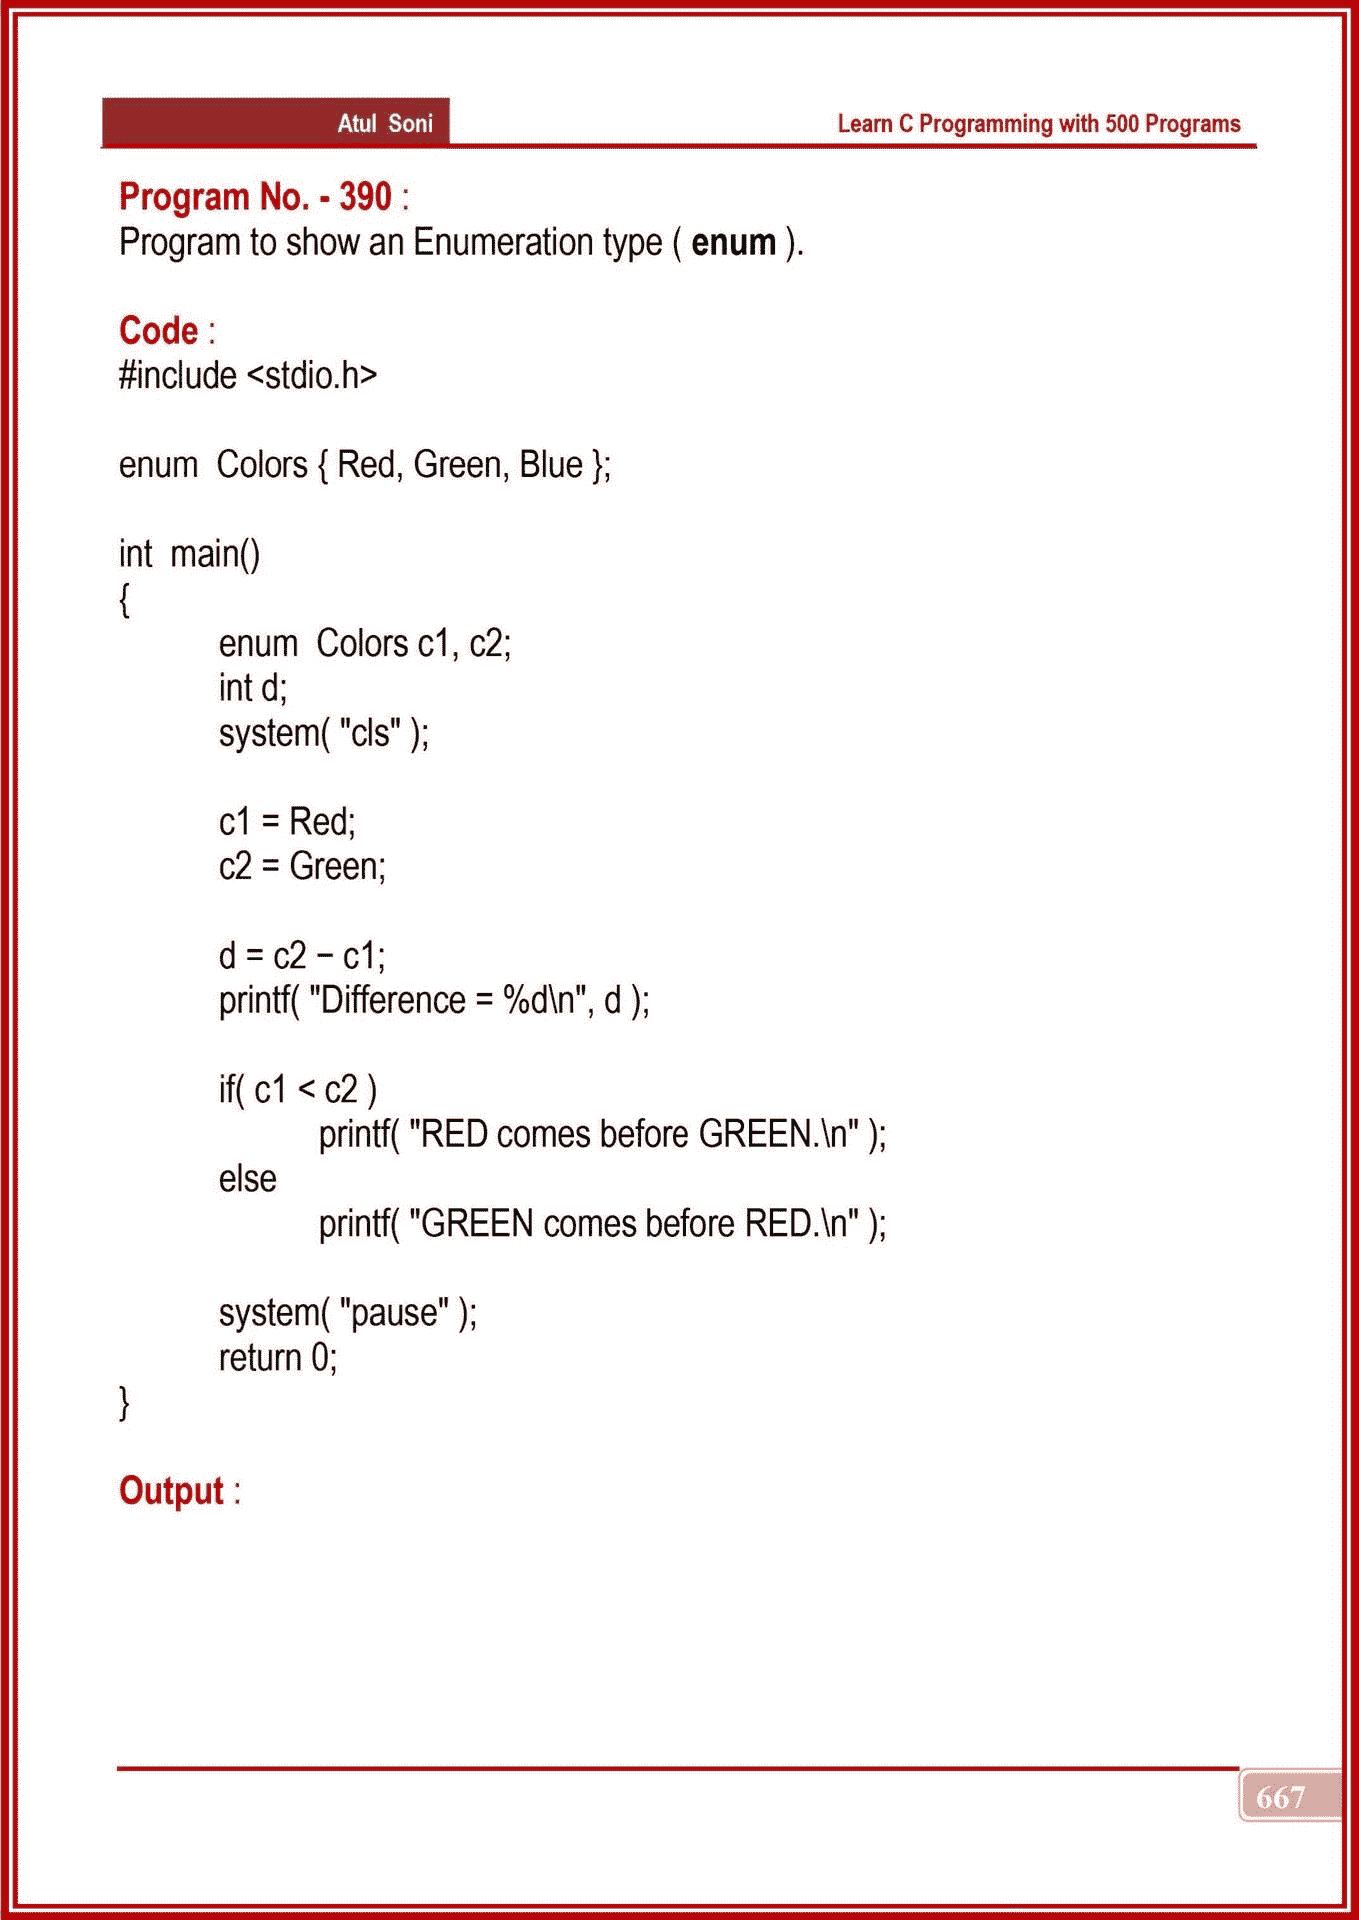 Atul  Soni
Learn C Programming with 500 Programs
Program No. - 390 :
Program to show an Enumeration type ( enum ).
Code :
#include <stdio.h>
enum  Colors { Red, Green, Blue };
int  main()
{
enum  Colors c1, c2;
int d;
system( "cls" );
c1 = Red;
c2 = Green;
d = c2 – c1;
printf( "Difference = %d\n", d );
if( c1 < c2 )
printf( "RED comes before GREEN.\n" );
else
printf( "GREEN comes before RED.\n" );
system( "pause" );
return 0;
}
Output :
667